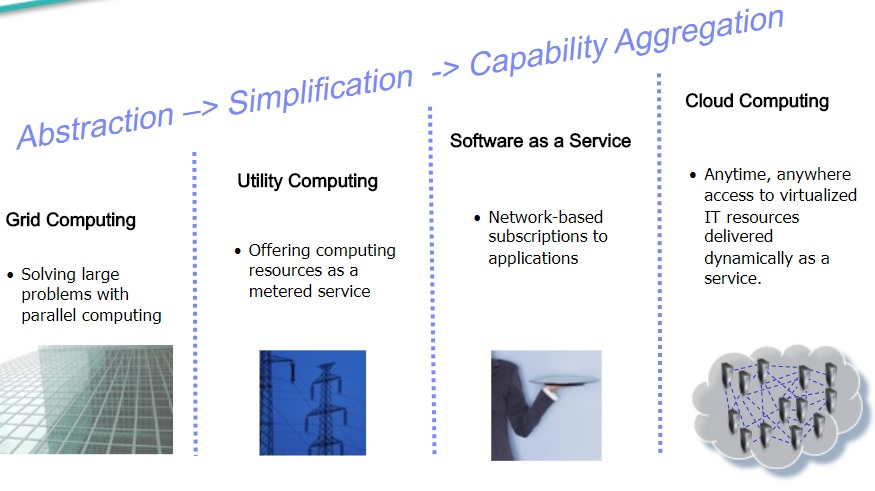 Abstraction –> Simplification -> Capability Aggregation
Grid Computing
• Solving large
problems with
parallel computing
Utility Computing
• Offering computing
resources as a
metered service
Software as a Service
• Network-based
subscriptions to
applications
Cloud Computing
• Anytime, anywhere
access to virtualized
IT resources
delivered
dynamically as a
service.